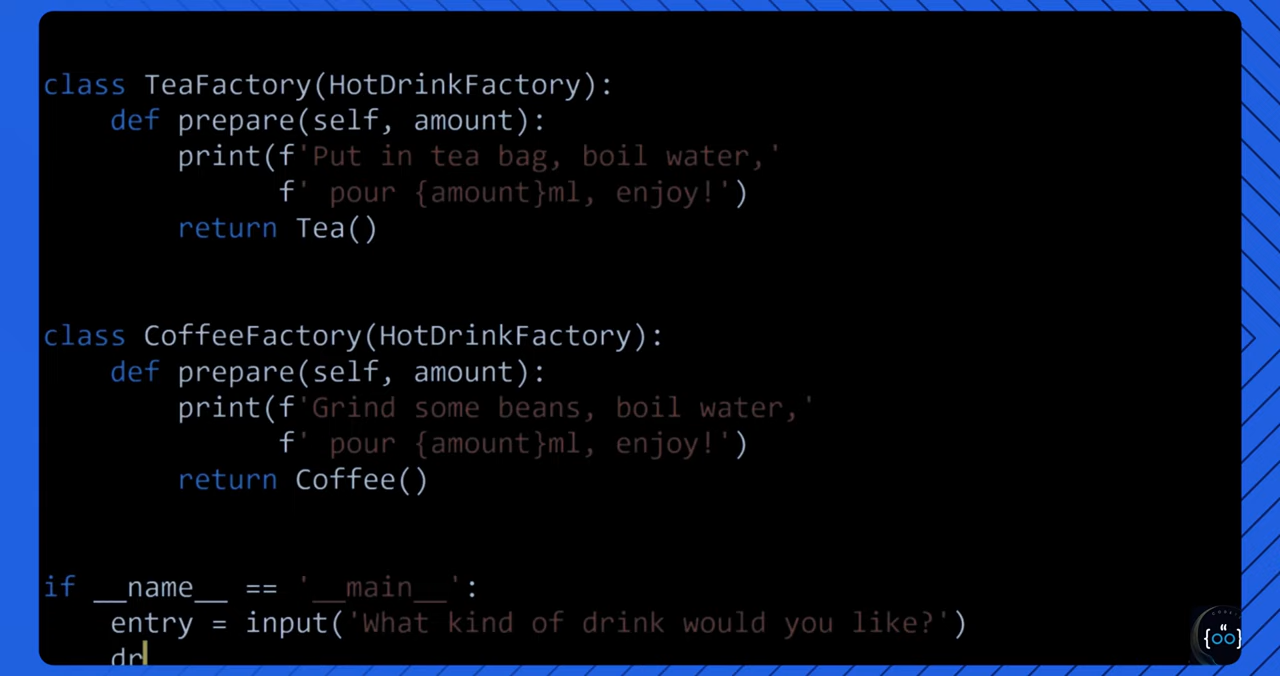 class TeaFactory(HotDrinkFactory):
    def prepare(self, amount):
        print(f'Put in tea bag, boil water,'
              f' pour {amount}ml, enjoy!')
        return Tea()
class CoffeeFactory(HotDrinkFactory):
    def prepare(self, amount):
        print(f'Grind some beans, boil water,'
              f' pour {amount}ml, enjoy!')
        return Coffee()
if __name__ == '__main__':
    entry = input('What kind of drink would you like?')
    dr